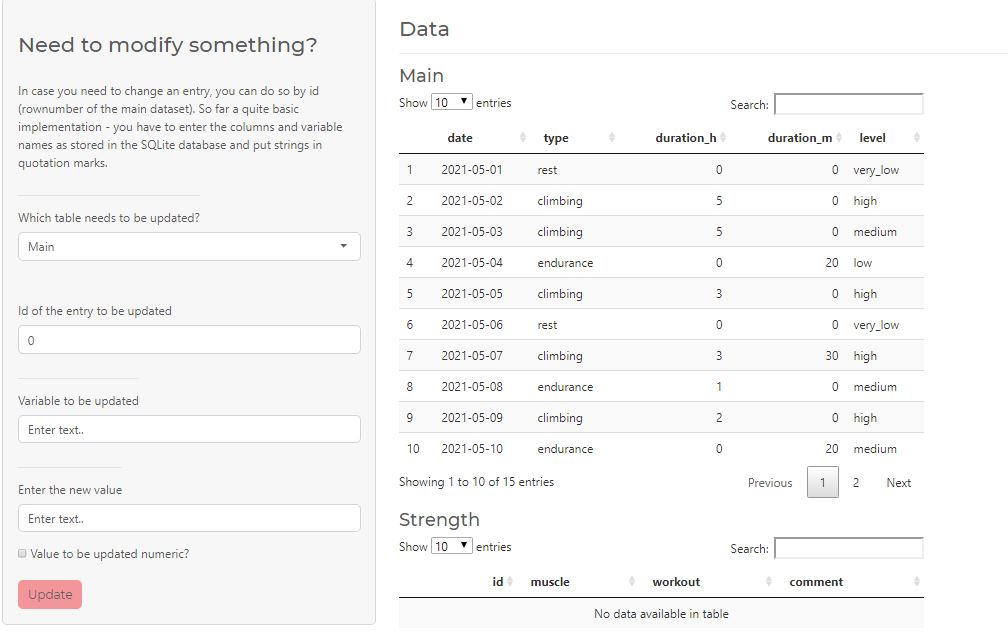 Need to modify something?
In case you need to change an entry, you can do so by id
(rownumber of the main dataset). So far a quite basic
implementation - you have to enter the columns and variable
names as stored in the SQLite database and put strings in
quotation marks.
Which table needs to be updated?
Main
Id of the entry to be updated
0
Variable to be updated
Enter text..
Enter the new value
Enter text..
Value to be updated numeric?
Update
Data
Main
Show 10 entries Search:
date type duration_h duration_m level
1 2021-05-01 rest 0 0 very_low
2 2021-05-02 climbing 5 0 high
3 2021-05-03 climbing 5 0 medium
4 2021-05-04 endurance 0 20 low
5 2021-05-05 climbing 3 0 high
6 2021-05-06 rest 0 0 very_low
7 2021-05-07 climbing 3 30 high
8 2021-05-08 endurance 1 0 medium
9 2021-05-09 climbing 2 0 high
10 2021-05-10 endurance 0 20 medium
Showing 1 to 10 of 15 entries Previous 1 2 Next
Strength
Show 10 entries Search:
id muscle workout comment
No data available in table